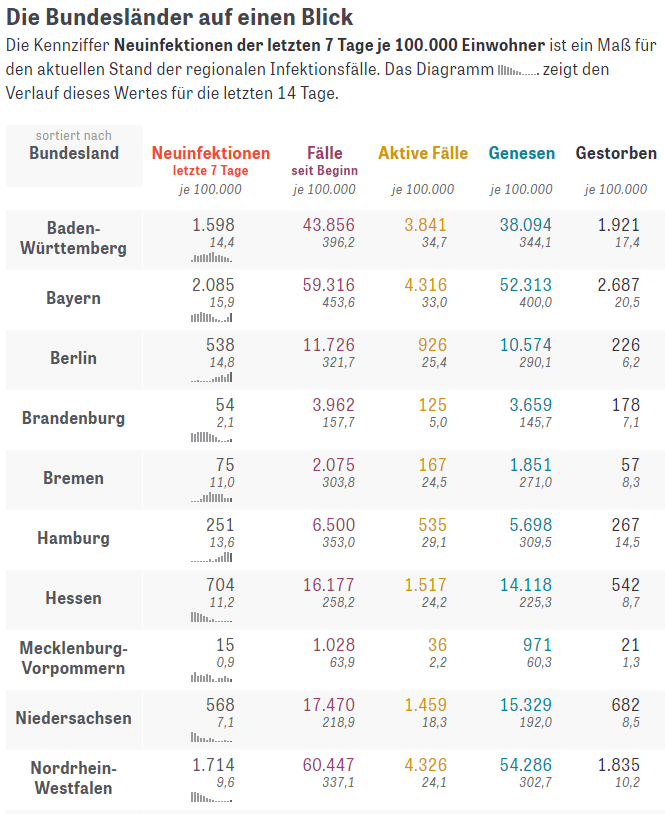 Die Bundesländer auf einen Blick
Die Kennziffer Neuinfektionen der letzten 7 Tage je 100.000 Einwohner ist ein Maß für
den aktuellen Stand der regionalen Infektionsfälle. Das Diagramm zeigt den
Verlauf dieses Wertes für die letzten 14 Tage.
sortiert nach
Bundesland Neuinfektionen Fälle Aktive Fälle Genesen Gestorben
letzte 7 Tage seit Beginn
je 100.000 je 100.000 je 100.000 je 100.000 je 100.000
Baden-
Württemberg
1.598 43.856 3.841 38.094 1.921
14,4 396,2 34,7 344,1 17,4
Bayern
2.085 59.316 4.316 52.313 2.687
15,9 453,6 33,0 400,0 20,5
Berlin
538 11.726 926 10.574 226
14,8 321,7 25,4 290,1 6,2
Brandenburg
54 3.962 125 3.659 178
2,1 157,7 5,0 145,7 7,1
Bremen
75 2.075 167 1.851 57
11,0 303,8 24,5 271,0 8,3
Hamburg
251 6.500 535 5.698 267
13,6 353,0 29,1 309,5 14,5
Hessen
704 16.177 1.517 14.118 542
11,2 258,2 24,2 225,3 8,7
Mecklenburg-
Vorpommern
15 1.028 36 971 21
0,9 63,9 2,2 60,3 1,3
Niedersachsen
568 17.470 1.459 15.329 682
7,1 218,9 18,3 192,0 8,5
Nordrhein-
Westfalen
1.714 60.447 4.326 54.286 1.835
9,6 337,1 24,1 302,7 10,2